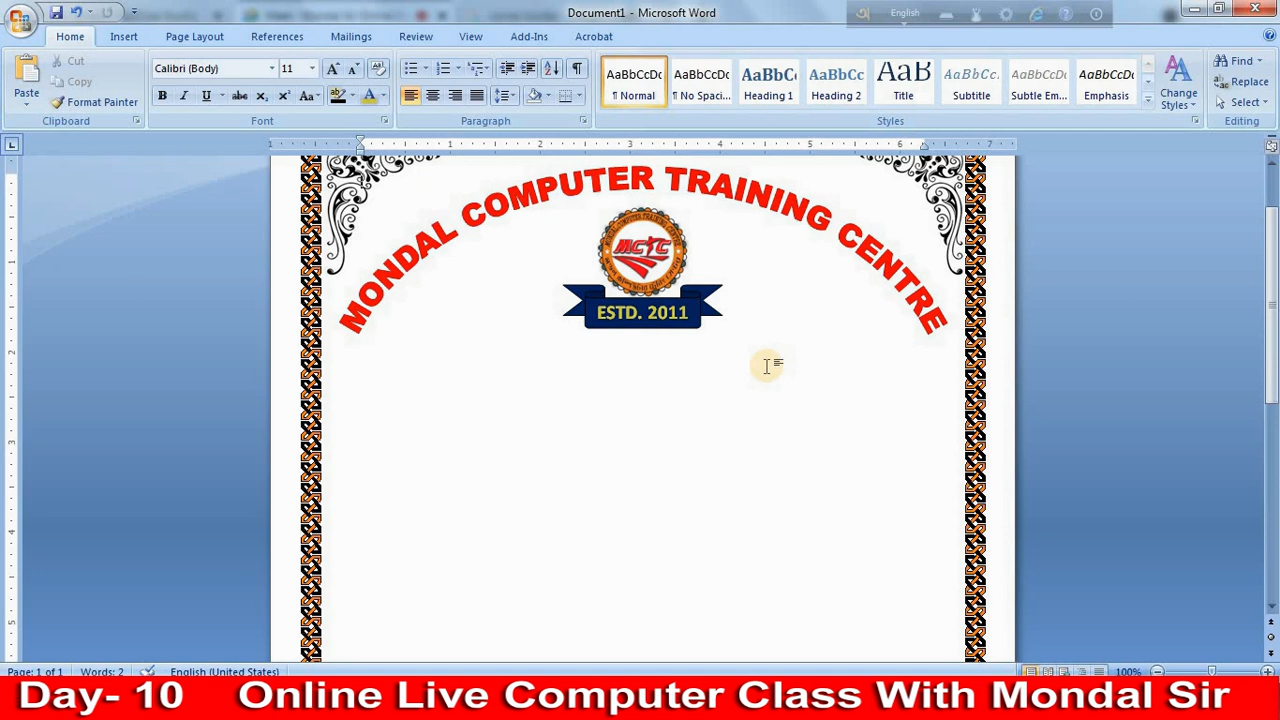 Document1 - Microsoft Word
English
Home Insert Page Layout References Mailings Review View Add-Ins Acrobat
Paste
Cut
Copy
Format Painter
Clipboard
Calibri (Body) 11
Font
Paragraph
AaBbCcDc AaBbCcDc AaBbC AaBbCc AaB AaBbCc. AaBbCcDc AaBbCcDc
¶ Normal ¶ No Spaci... Heading 1 Heading 2 Title Subtitle Subtle Em... Emphasis
Change
Styles
Styles
Find
Replace
Select
Editing
MONDAL COMPUTER TRAINING CENTRE
MCTC
ESTD. 2011
Page: 1 of 1 Words: 2 English (United States) 100%
Day- 10 Online Live Computer Class With Mondal Sir